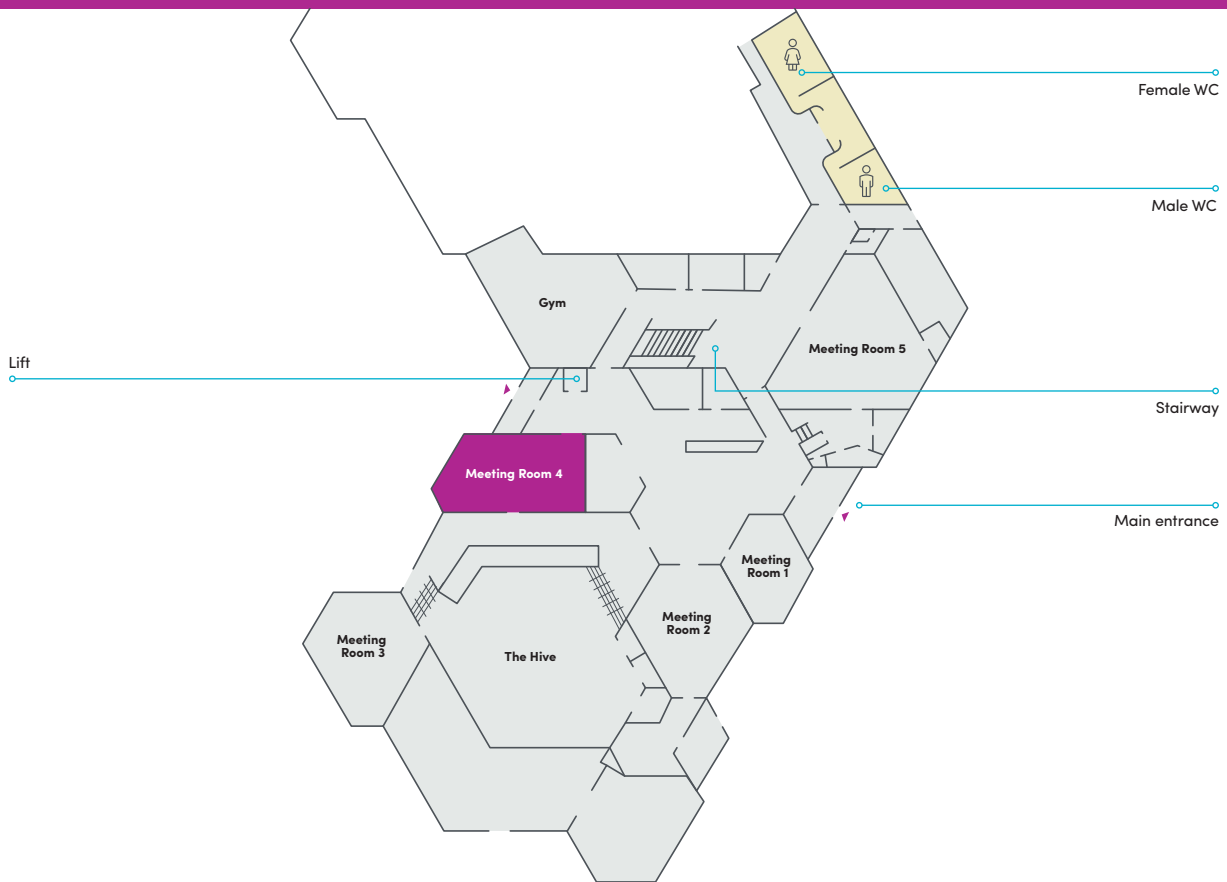 Female WC
Male WC
Gym
Meeting Room 5
Lift
Stairway
Meeting Room 4
Main entrance
Meeting
Room 1
Meeting
Room 2
Meeting
Room 3
The Hive